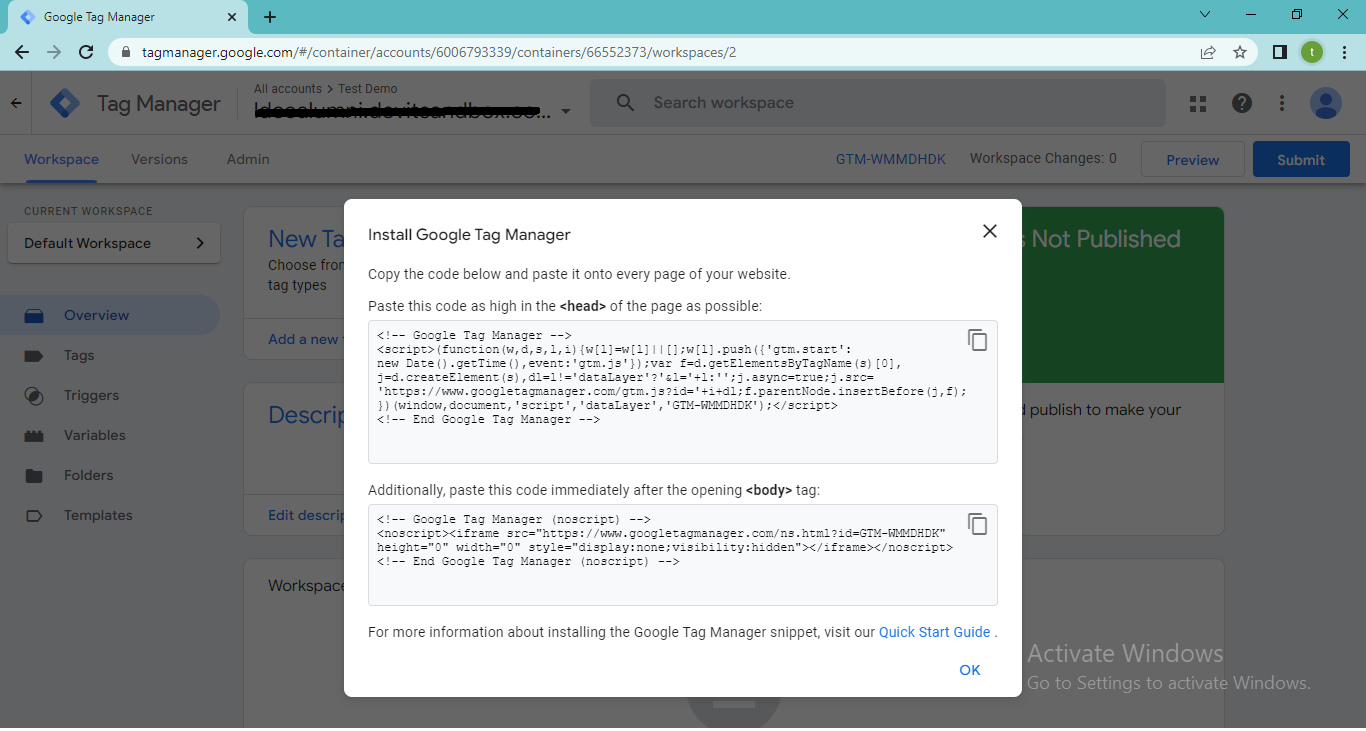 Google Tag Manager
tagmanager.google.com/#/container/accounts/6006793339/containers/66552373/workspaces/2
t
Tag Manager
All accounts > Test Demo
Search workspace
Workspace
Versions
Admin
GTM-WMMDHDK
Workspace Changes: 0
Preview
Submit
CURRENT WORKSPACE
Default Workspace
Overview
Tags
Triggers
Variables
Folders
Templates
New Ta
Choose from
tag types
Add a new
Descrip
Edit descrip
Workspace
Not Published
publish to make your
Install Google Tag Manager
Copy the code below and paste it onto every page of your website.
Paste this code as high in the <head> of the page as possible:
<!-- Google Tag Manager -->
<script>(function(w,d,s,l,i){w[l]=w[l]||[];w[l].push({'gtm.start':
new Date().getTime(),event:'gtm.js'});var f=d.getElementsByTagName(s)[0],
j=d.createElement(s),dl=l!='dataLayer'?'&l='+l:'';j.async=true;j.src=
'https://www.googletagmanager.com/gtm.js?id='+i+dl;f.parentNode.insertBefore(j,f);
})(window,document,'script','dataLayer','GTM-WMMDHDK');</script>
<!-- End Google Tag Manager -->
Additionally, paste this code immediately after the opening <body> tag:
<!-- Google Tag Manager (noscript) -->
<noscript><iframe src="https://www.googletagmanager.com/ns.html?id=GTM-WMMDHDK"
height="0" width="0" style="display:none;visibility:hidden"></iframe></noscript>
<!-- End Google Tag Manager (noscript) -->
For more information about installing the Google Tag Manager snippet, visit our Quick Start Guide .
OK
Activate Windows
Go to Settings to activate Windows.